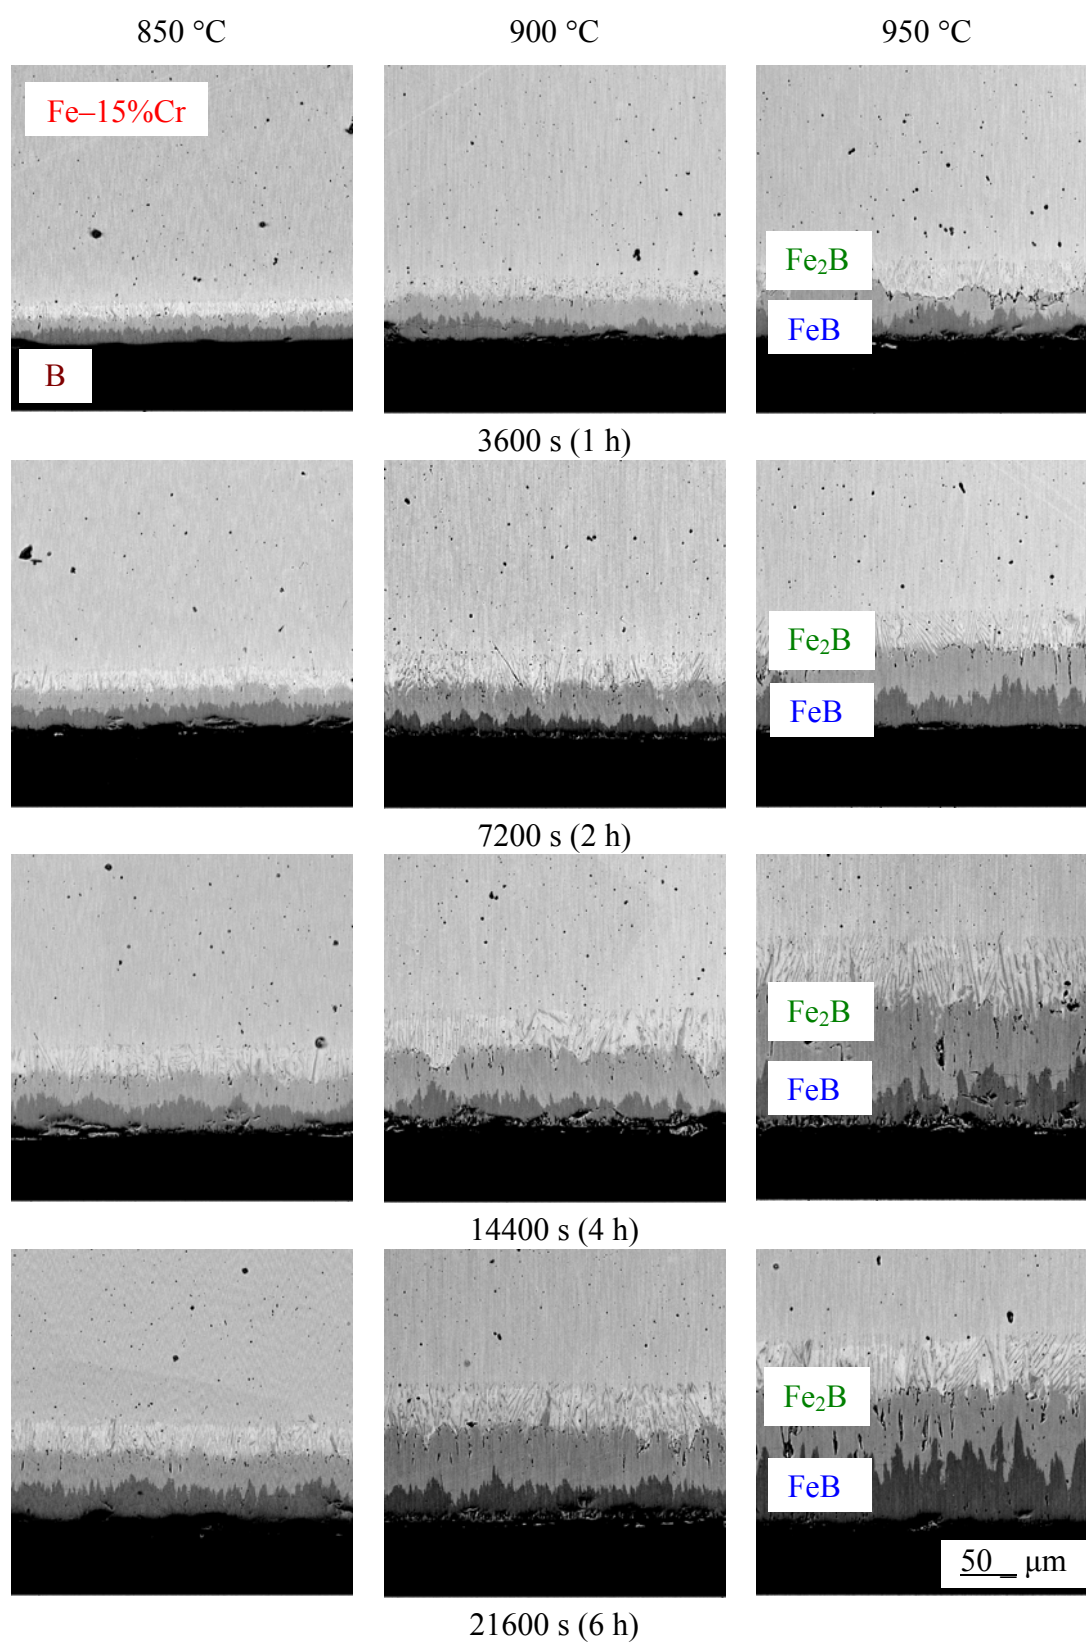 850 °C 900 °C 950 °C
Fe–15%Cr
Fe₂B
FeB
B
3600 s (1 h)
Fe₂B
FeB
7200 s (2 h)
Fe₂B
FeB
14400 s (4 h)
Fe₂B
FeB
50 _ μm
21600 s (6 h)